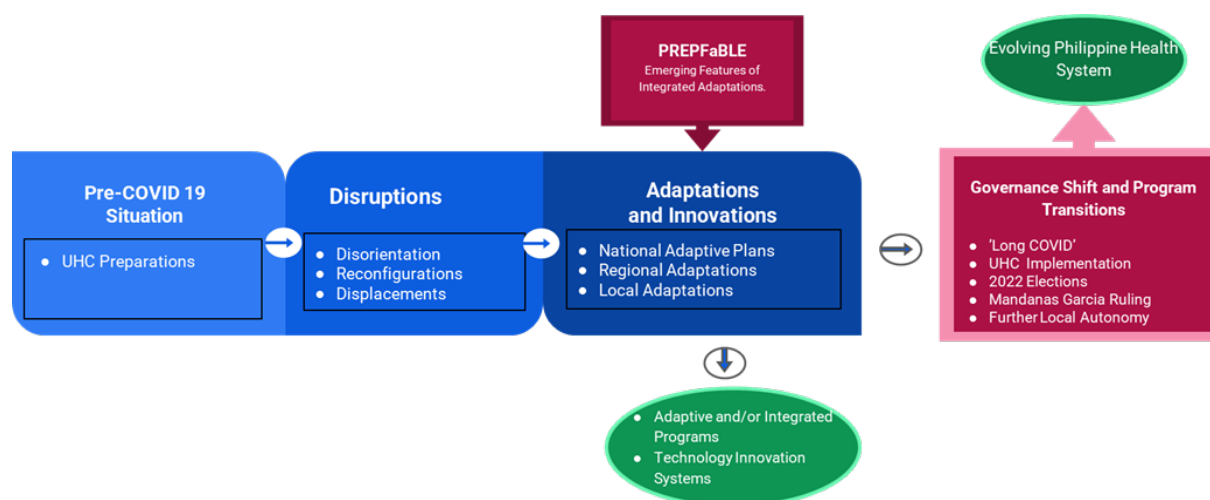 PREPFaBLE
Emerging Features of
Integrated Adaptations.
Evolving Philippine Health
System
Pre-COVID 19
Situation
● UHC Preparations
Disruptions
● Disorientation
● Reconfigurations
● Displacements
Adaptations
and Innovations
● National Adaptive Plans
● Regional Adaptations
● Local Adaptations
Governance Shift and Program
Transitions
● 'Long COVID'
● UHC Implementation
● 2022 Elections
● Mandanas Garcia Ruling
● Further Local Autonomy
● Adaptive and/or Integrated
Programs
● Technology Innovation
Systems